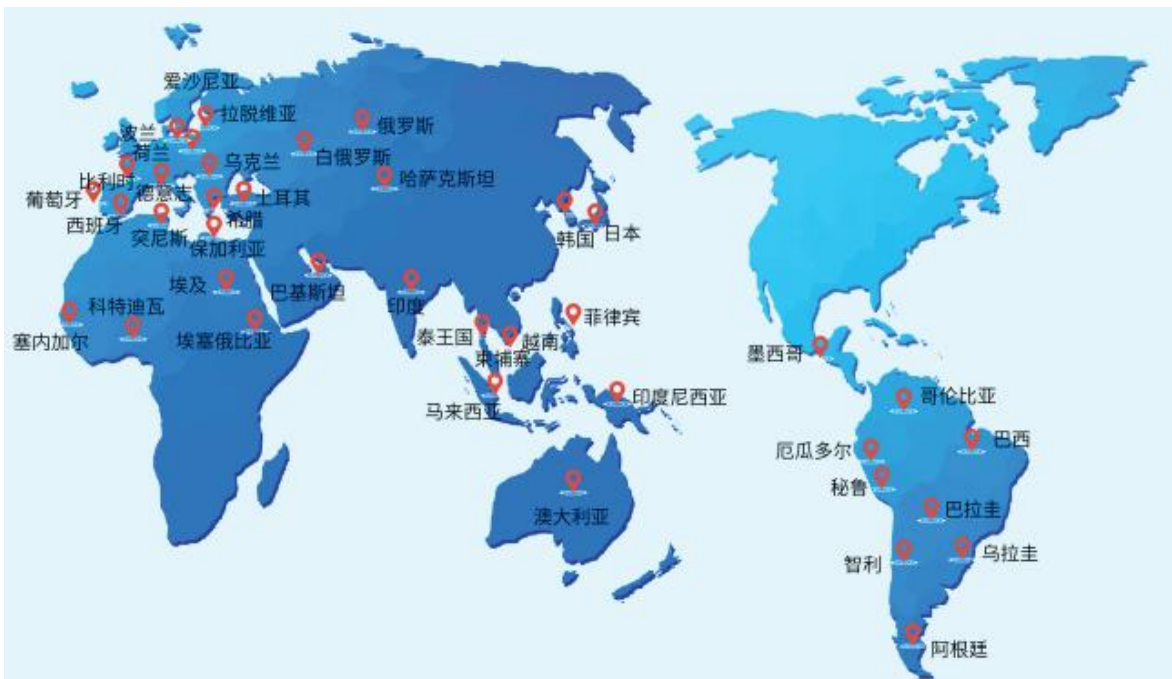 爱沙尼亚
拉脱维亚
波兰
俄罗斯
荷兰
白俄罗斯
乌克兰
比利时
哈萨克斯坦
德意志
葡萄牙
土耳其
西班牙
希腊
突尼斯
韩国
日本
保加利亚
埃及
巴基斯坦
印度
科特迪瓦
菲律宾
塞内加尔
埃塞俄比亚
泰王国
越南
柬埔寨
墨西哥
马来西亚
印度尼西亚
哥伦比亚
厄瓜多尔
巴西
秘鲁
巴拉圭
澳大利亚
乌拉圭
智利
阿根廷